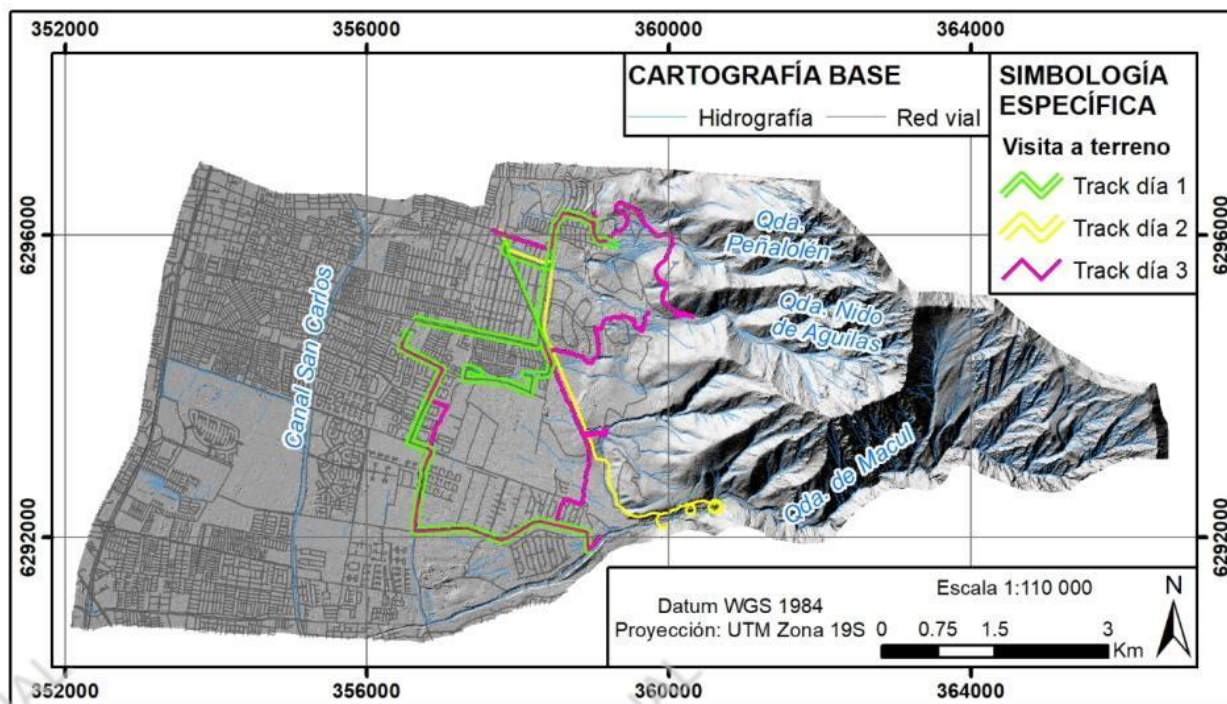 352000 356000 360000 364000
CARTOGRAFÍA BASE
Hidrografía Red vial
SIMBOLOGÍA
ESPECÍFICA
Visita a terreno
Track día 1
Track día 2
Track día 3
6296000
6292000
Canal San Carlos
Qda.
Peñalolén
Qda. Nido
de Aguilas
Qda. de Macul
6296000
6292000
Datum WGS 1984
Proyección: UTM Zona 19S
Escala 1:110 000
0 0.75 1.5 3
Km
N
352000 356000 360000 364000